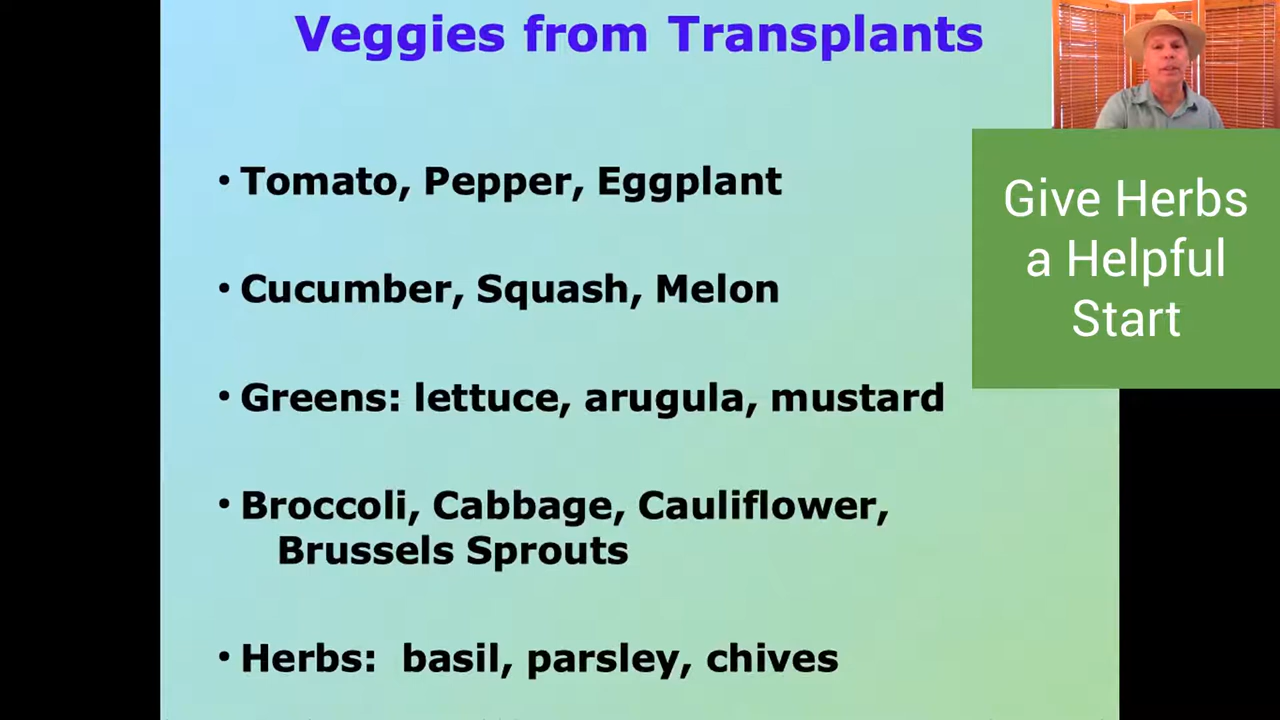 Veggies from Transplants
• Tomato, Pepper, Eggplant
• Cucumber, Squash, Melon
• Greens: lettuce, arugula, mustard
• Broccoli, Cabbage, Cauliflower,
Brussels Sprouts
• Herbs: basil, parsley, chives
Give Herbs
a Helpful
Start